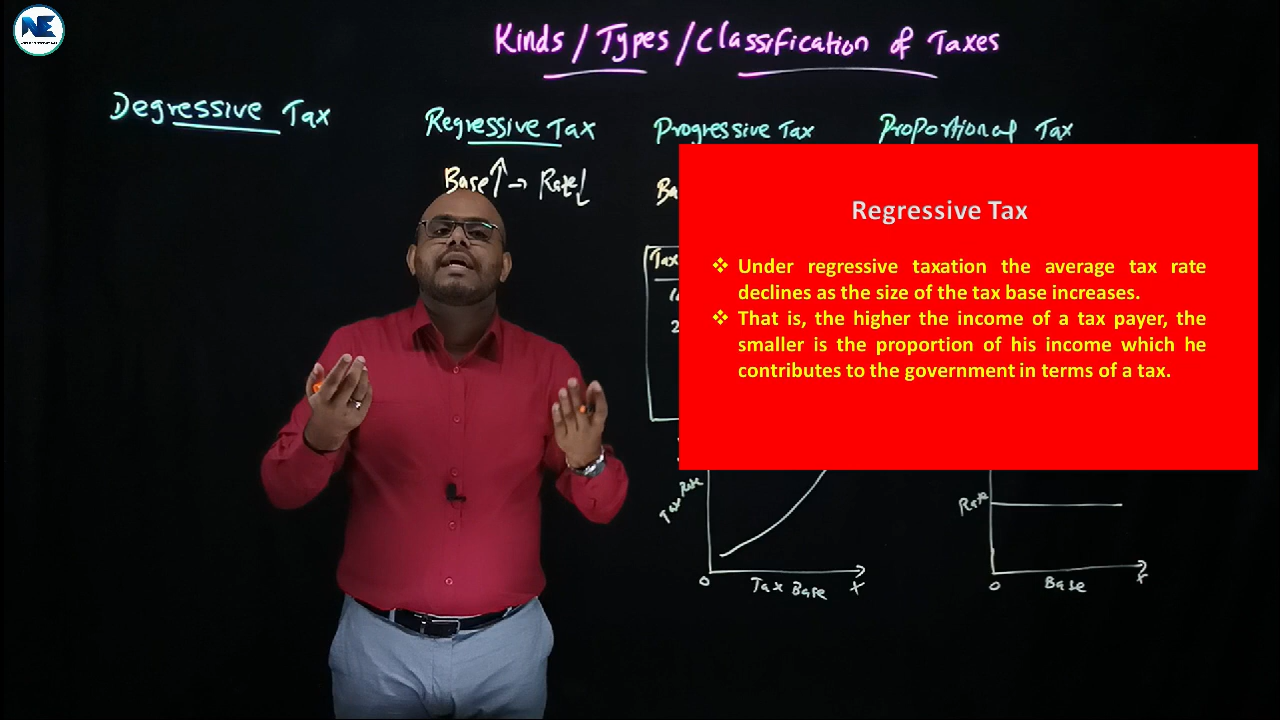 NE
Kinds / Types / Classification of Taxes
Degressive Tax
Regressive Tax
Progressive Tax
Proportional Tax
Base↑ → Rate↓
Ba
Tax
Regressive Tax
❖ Under regressive taxation the average tax rate
declines as the size of the tax base increases.
❖ That is, the higher the income of a tax payer, the
smaller is the proportion of his income which he
contributes to the government in terms of a tax.
Tax Rate
0
Tax Base
x
Rate
0
Base
x